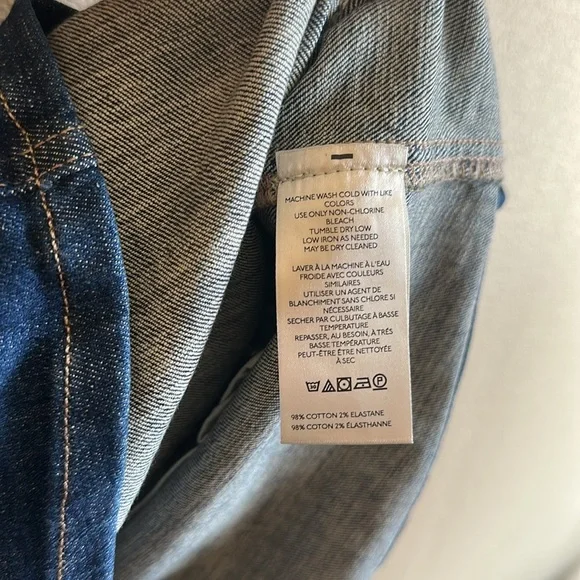 MACHINE WASH COLD WITH LIKE
COLORS
USE ONLY NON-CHLORINE
BLEACH
TUMBLE DRY LOW
LOW IRON AS NEEDED
MAY BE DRY CLEANED
LAVER À LA MACHINE À L'EAU
FROIDE AVEC COULEURS
SIMILAIRES
UTILISER UN AGENT DE
BLANCHIMENT SANS CHLORE SI
NÉCESSAIRE
SECHER PAR CULBUTAGE À BASSE
TEMPERATURE
REPASSER, AU BESOIN, À TRÉS
BASSE TEMPÉRATURE
PEUT-ÊTRE ÊTRE NETTOYÉE
À SEC
30 P
98% COTTON 2% ELASTANE
98% COTON 2% ÉLASTHANNE